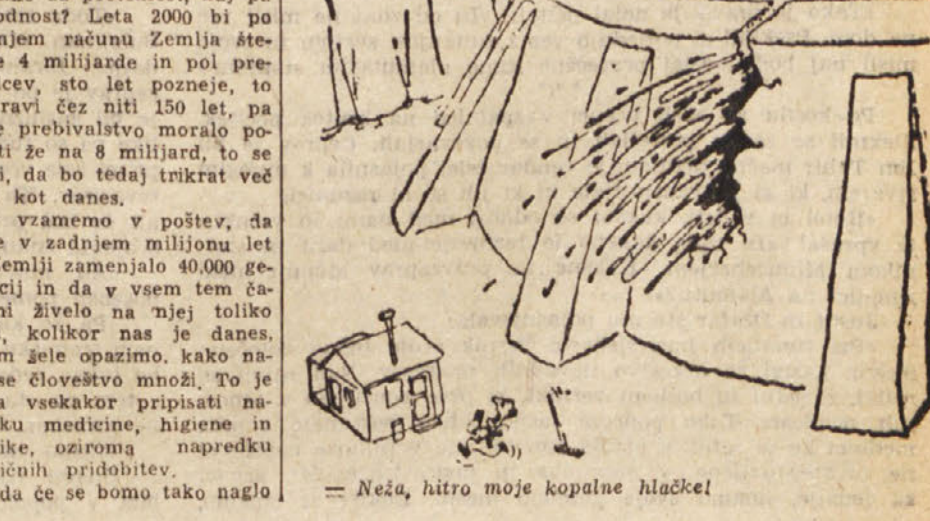 odnost? Leta 2000 bi po
njem računu Zemlja šte-
e 4 milijarde in pol pre-
cev, sto let pozneje, to
ravi čez niti 150 let, pa
e prebivalstvo moralo po-
ti že na 8 milijard, to se
i, da bo tedaj trikrat več
kot danes.
vzamemo v poštev, da
e v zadnjem milijonu let
emlji zamenjalo 40.000 ge-
cij in da v vsem tem ča-
ni živelo na njej toliko
, kolikor nas je danes,
m šele opazimo, kako na-
se človeštvo množi. To je
a vsekakor pripisati na-
ku medicine, higiene in
ike, oziroma napredku
ičnih pridobitev.
da če se bomo tako naglo
— Neža, hitro moje kopalne hlačke!